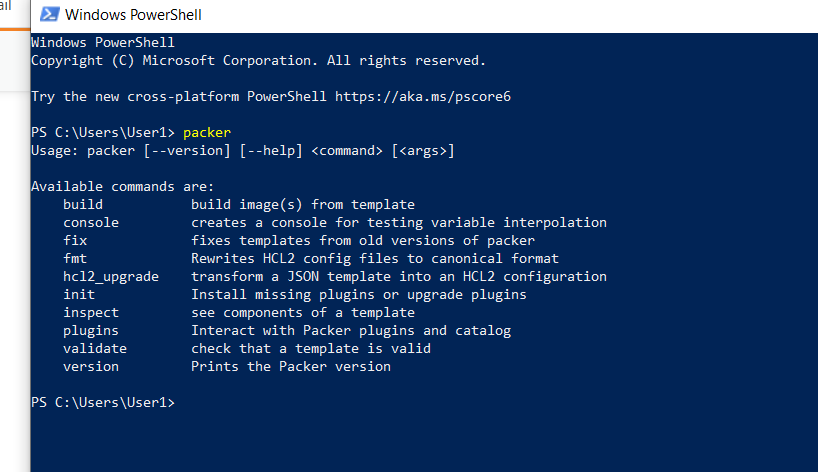 ail
Windows PowerShell
Windows PowerShell
Copyright (C) Microsoft Corporation. All rights reserved.
Try the new cross-platform PowerShell https://aka.ms/pscore6
PS C:\Users\User1> packer
Usage: packer [--version] [--help] <command> [<args>]
Available commands are:
    build           build image(s) from template
    console         creates a console for testing variable interpolation
    fix             fixes templates from old versions of packer
    fmt             Rewrites HCL2 config files to canonical format
    hcl2_upgrade    transform a JSON template into an HCL2 configuration
    init            Install missing plugins or upgrade plugins
    inspect         see components of a template
    plugins         Interact with Packer plugins and catalog
    validate        check that a template is valid
    version         Prints the Packer version
PS C:\Users\User1>